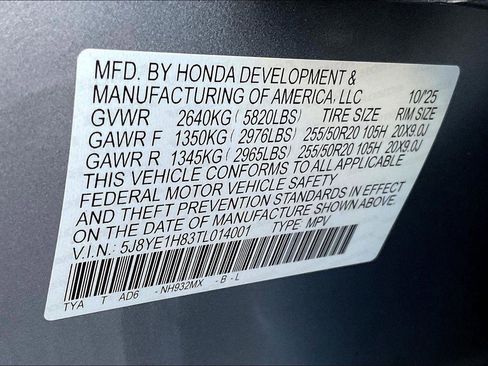 MFD. BY HONDA DEVELOPMENT &
MANUFACTURING OF AMERICA, LLC 10/25
GVWR 2640KG ( 5820LBS) TIRE SIZE RIM SIZE
GAWR F 1350KG ( 2976LBS) 255/50R20 105H 20X9.0J
GAWR R 1345KG ( 2965LBS) 255/50R20 105H 20X9.0J
THIS VEHICLE CONFORMS TO ALL APPLICABLE
FEDERAL MOTOR VEHICLE SAFETY
AND THEFT PREVENTION STANDARDS IN EFFECT
ON THE DATE OF MANUFACTURE SHOWN ABOVE.
V.I.N.: 5J8YE1H83TL014001 TYPE: MPV
TYA T AD6 - NH932MX - B - L